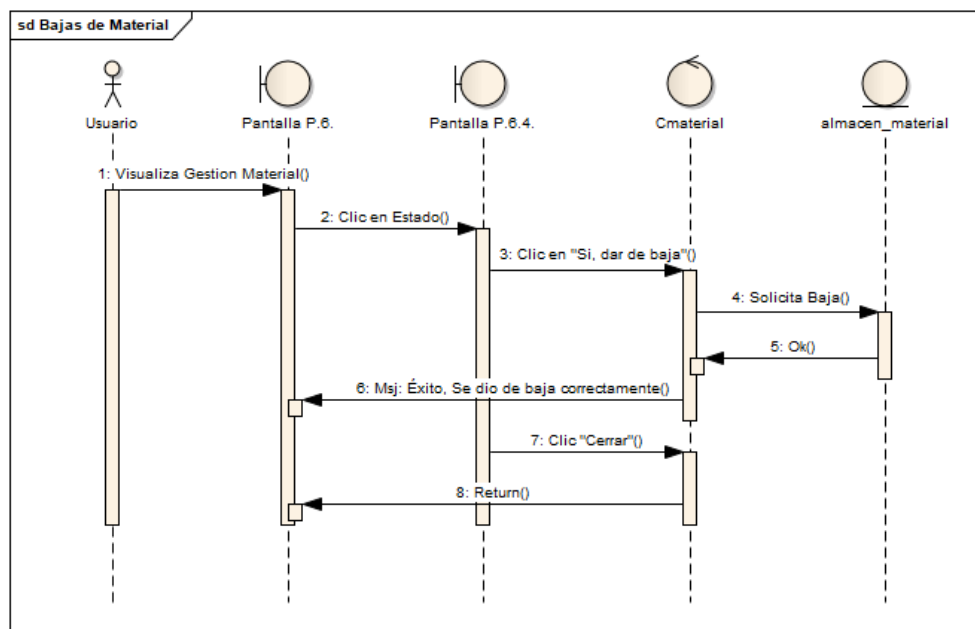 sd Bajas de Material
Usuario
Pantalla P.6.
Pantalla P.6.4.
Cmaterial
almacen_material
1: Visualiza Gestion Material()
2: Clic en Estado()
3: Clic en "Si, dar de baja"()
4: Solicita Baja()
5: Ok()
6: Msj: Éxito, Se dio de baja correctamente()
7: Clic "Cerrar"()
8: Return()